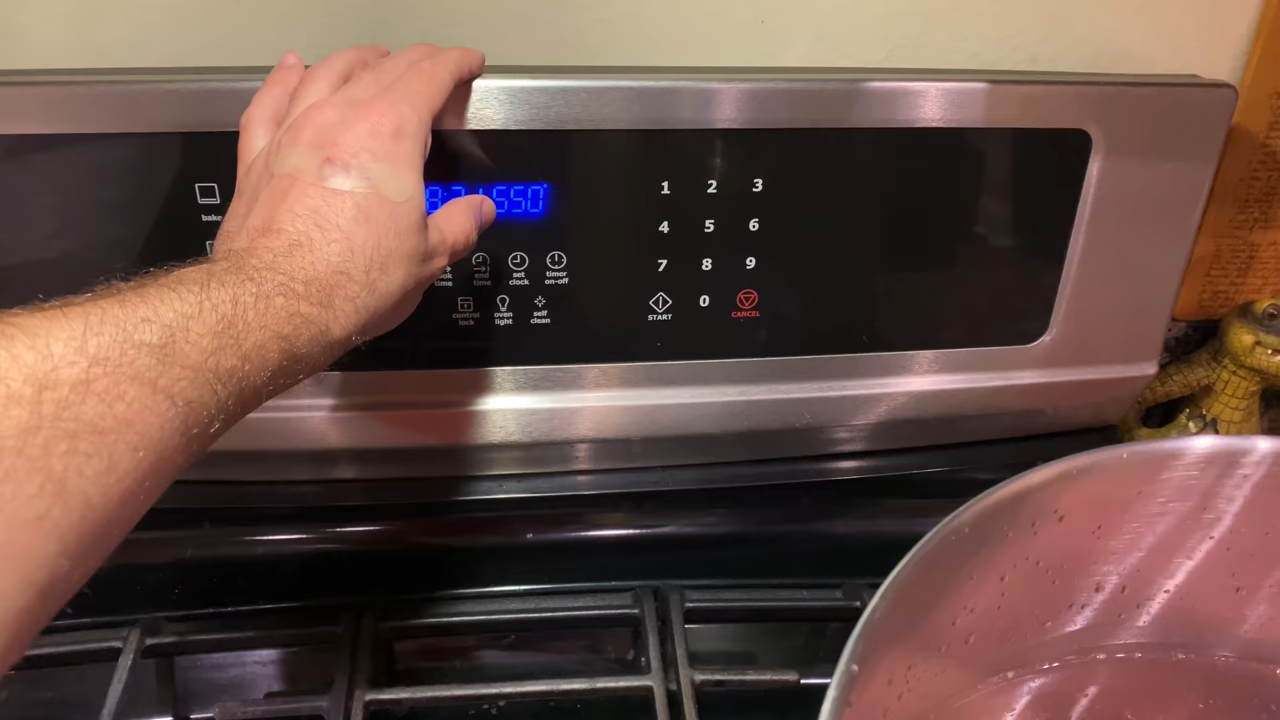 bake
550°
1 2 3
4 5 6
7 8 9
START 0 CANCEL
time
end time
set clock
timer on-off
control lock
oven light
self clean